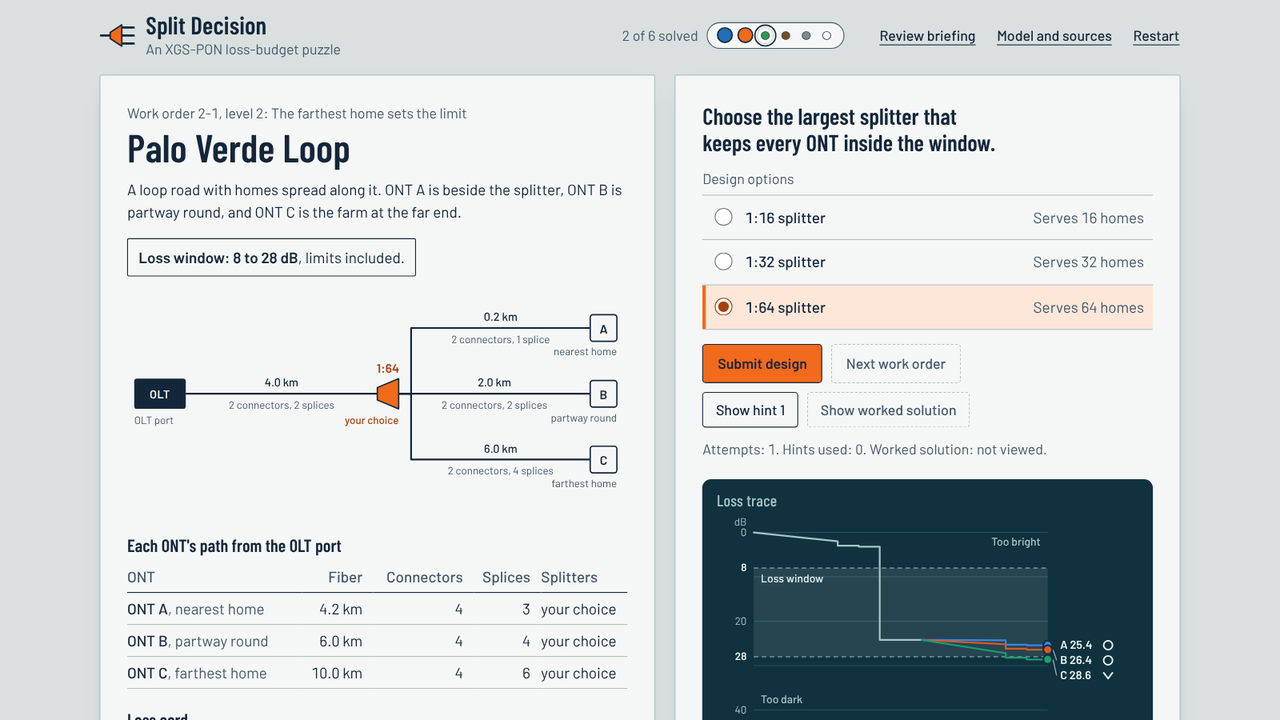 Split Decision
An XGS-PON loss-budget puzzle
2 of 6 solved
Review briefing
Model and sources
Restart
Work order 2-1, level 2: The farthest home sets the limit
Palo Verde Loop
A loop road with homes spread along it. ONT A is beside the splitter, ONT B is
partway round, and ONT C is the farm at the far end.
Loss window: 8 to 28 dB, limits included.
0.2 km
A
2 connectors, 1 splice
nearest home
1:64
OLT
4.0 km
2.0 km
B
2 connectors, 2 splices
2 connectors, 2 splices
OLT port
your choice
partway round
6.0 km
C
2 connectors, 4 splices
farthest home
Each ONT's path from the OLT port
ONT Fiber Connectors Splices Splitters
ONT A, nearest home 4.2 km 4 3 your choice
ONT B, partway round 6.0 km 4 4 your choice
ONT C, farthest home 10.0 km 4 6 your choice
Choose the largest splitter that
keeps every ONT inside the window.
Design options
1:16 splitter Serves 16 homes
1:32 splitter Serves 32 homes
1:64 splitter Serves 64 homes
Submit design
Next work order
Show hint 1
Show worked solution
Attempts: 1. Hints used: 0. Worked solution: not viewed.
Loss trace
dB
0
Too bright
8
Loss window
20
28
A 25.4
B 26.4
C 28.6
Too dark
40